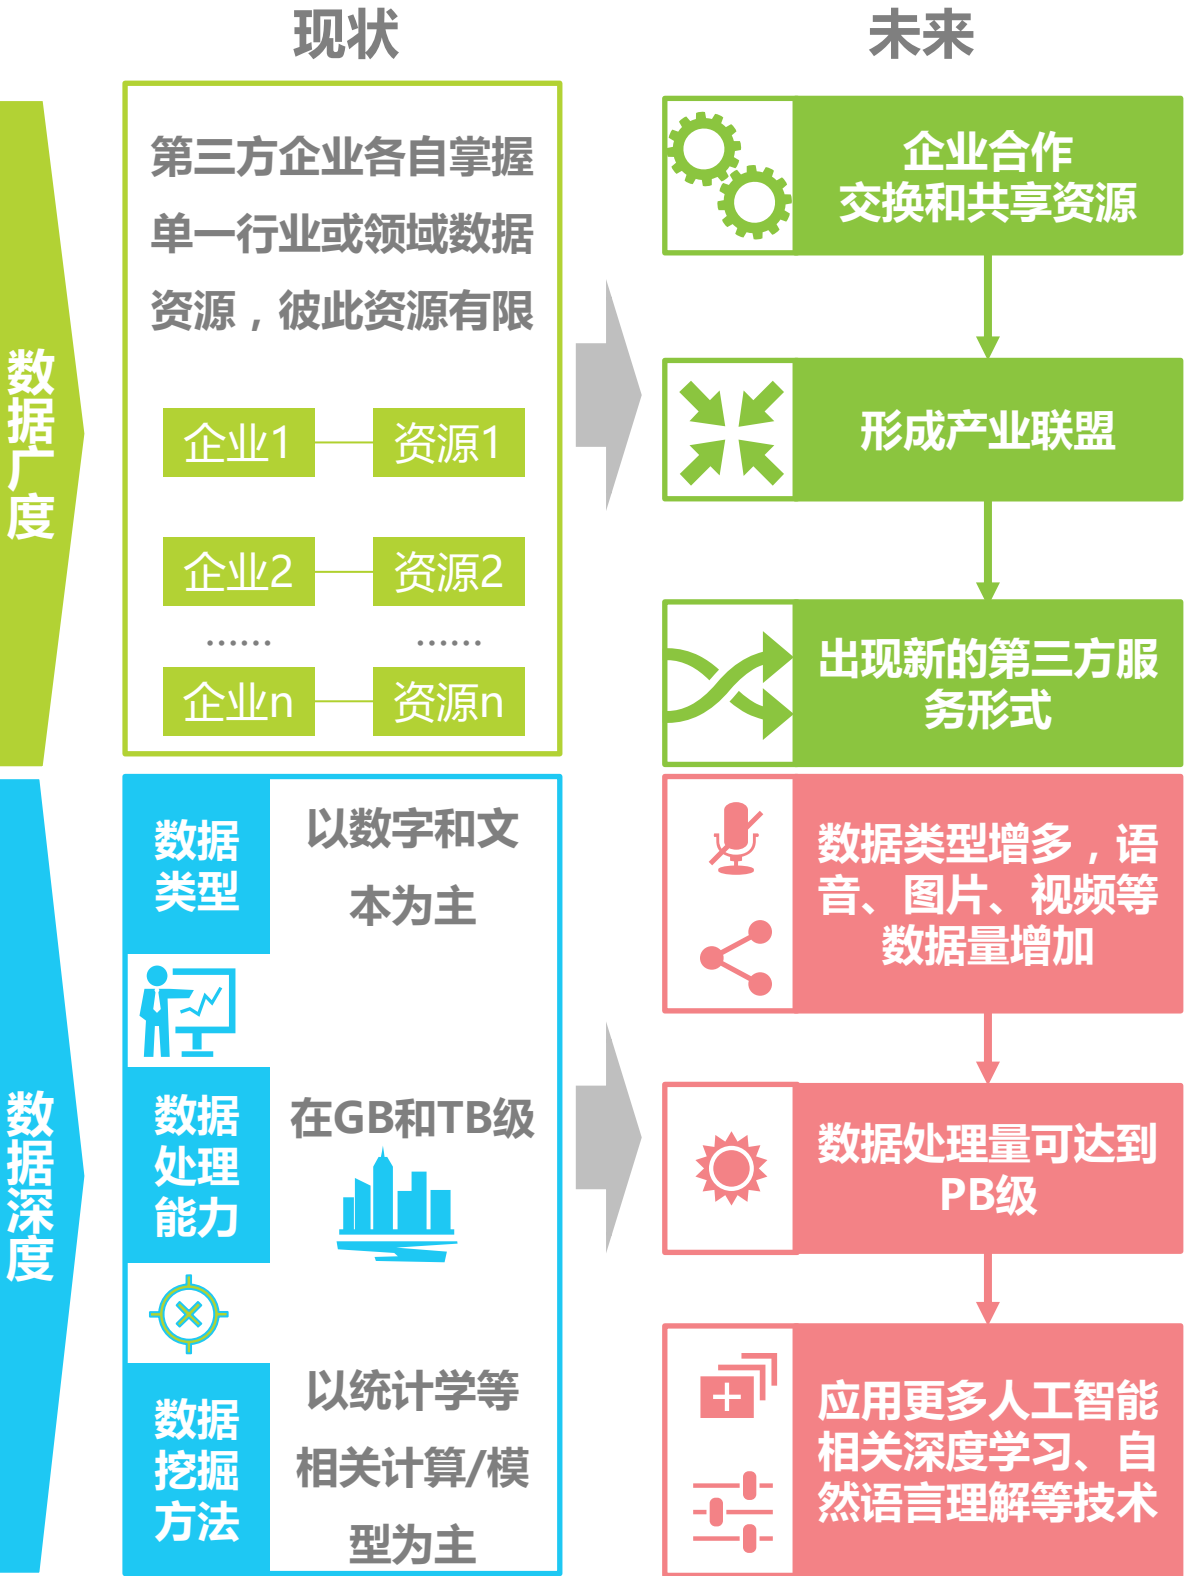 现状
未来
数据广度
第三方企业各自掌握
单一行业或领域数据
资源，彼此资源有限
企业1
资源1
企业2
资源2
……
……
企业n
资源n
企业合作
交换和共享资源
形成产业联盟
出现新的第三方服
务形式
数据深度
数据
类型
以数字和文
本为主
数据
处理
能力
在GB和TB级
数据
挖掘
方法
以统计学等
相关计算/模
型为主
数据类型增多，语
音、图片、视频等
数据量增加
数据处理量可达到
PB级
应用更多人工智能
相关深度学习、自
然语言理解等技术